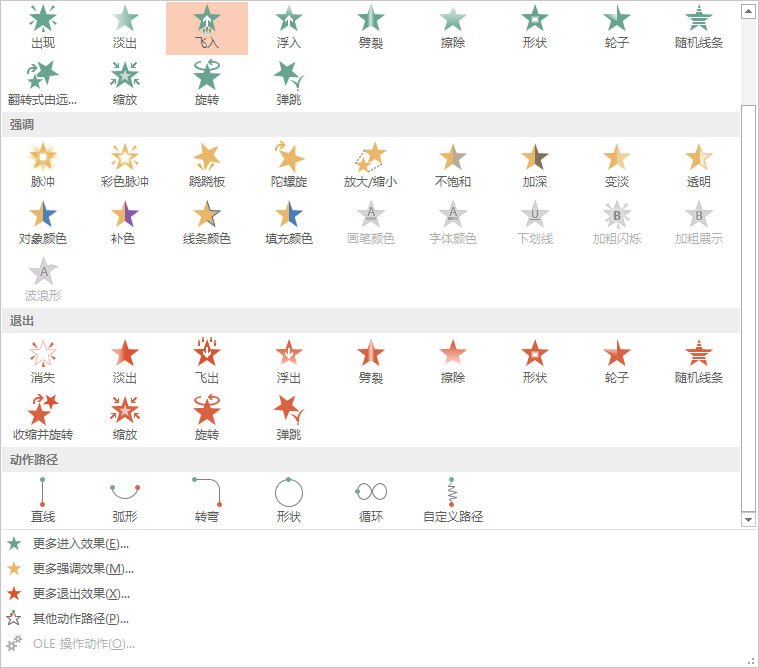 出现 淡出 飞入 浮入 劈裂 擦除 形状 轮子 随机线条
翻转式由远... 缩放 旋转 弹跳
强调
脉冲 彩色脉冲 跷跷板 陀螺旋 放大/缩小 不饱和 加深 变淡 透明
对象颜色 补色 线条颜色 填充颜色 画笔颜色 字体颜色 下划线 加粗闪烁 加粗展示
波浪形
退出
消失 淡出 飞出 浮出 劈裂 擦除 形状 轮子 随机线条
收缩并旋转 缩放 旋转 弹跳
动作路径
直线 弧形 转弯 形状 循环 自定义路径
更多进入效果(E)...
更多强调效果(M)...
更多退出效果(X)...
其他动作路径(P)...
OLE 操作动作(O)...